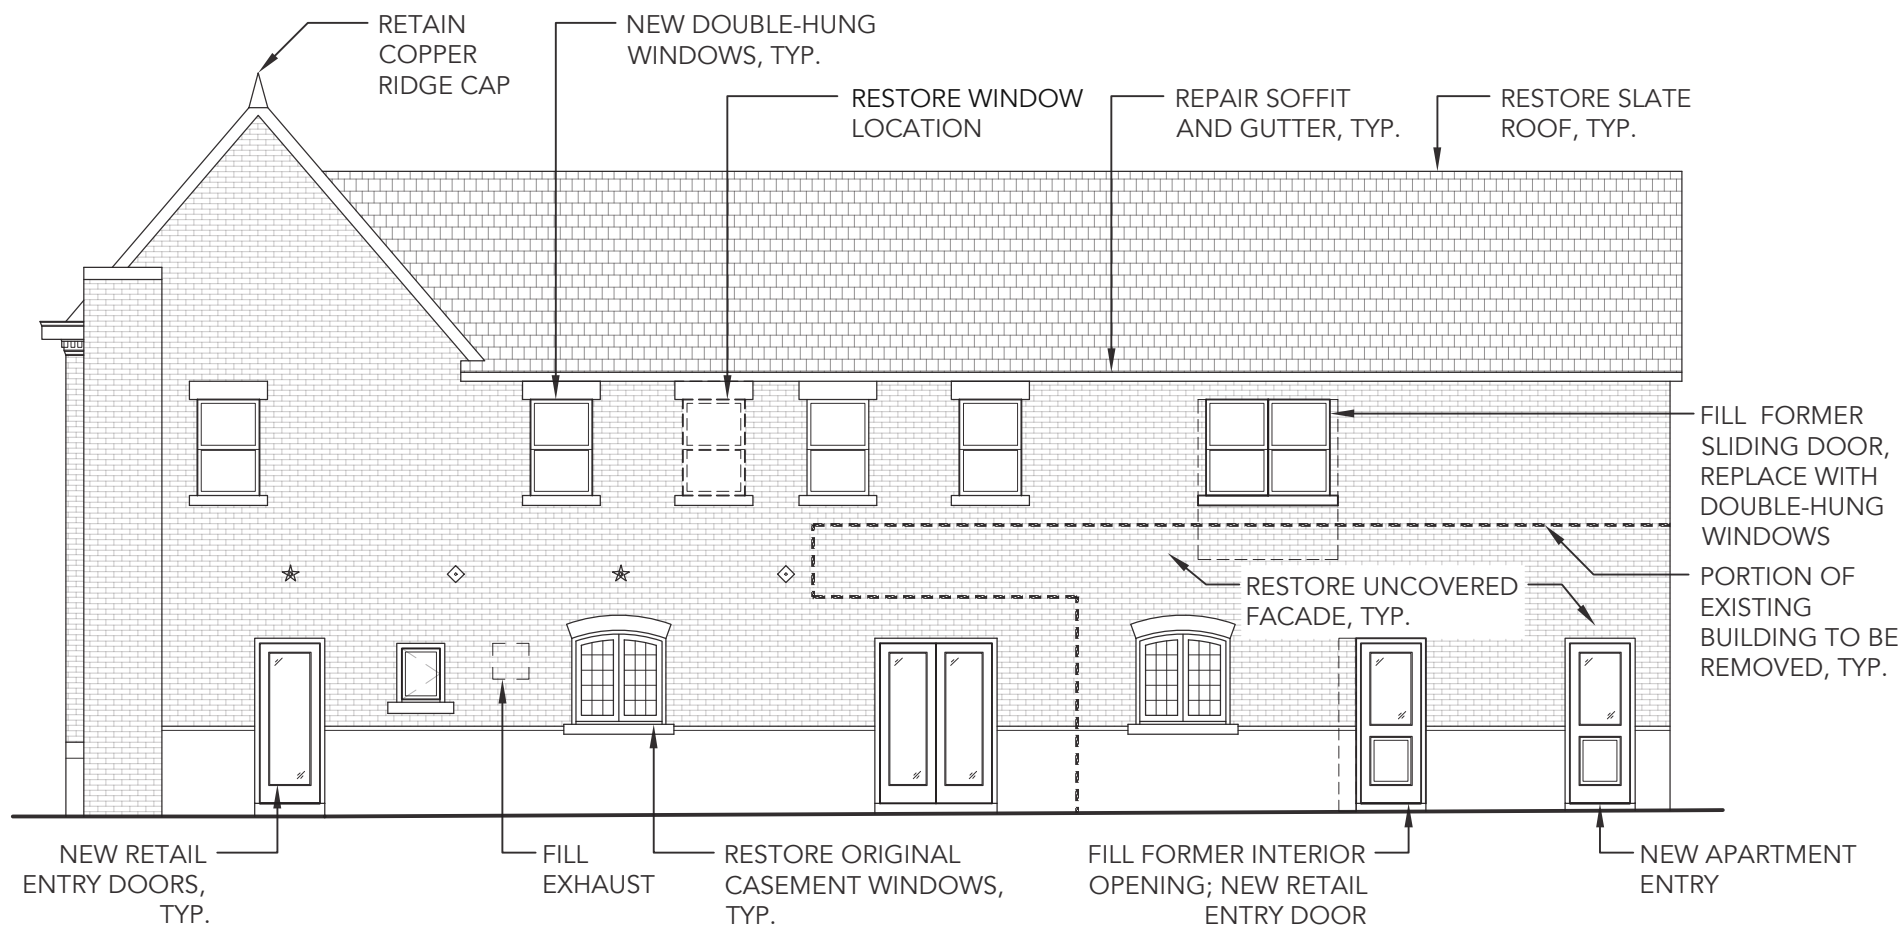 RETAIN
COPPER
RIDGE CAP
NEW DOUBLE-HUNG
WINDOWS, TYP.
RESTORE WINDOW
LOCATION
REPAIR SOFFIT
AND GUTTER, TYP.
RESTORE SLATE
ROOF, TYP.
FILL FORMER
SLIDING DOOR,
REPLACE WITH
DOUBLE-HUNG
WINDOWS
PORTION OF
EXISTING
BUILDING TO BE
REMOVED, TYP.
RESTORE UNCOVERED
FACADE, TYP.
NEW RETAIL
ENTRY DOORS,
TYP.
FILL
EXHAUST
RESTORE ORIGINAL
CASEMENT WINDOWS,
TYP.
FILL FORMER INTERIOR
OPENING; NEW RETAIL
ENTRY DOOR
NEW APARTMENT
ENTRY